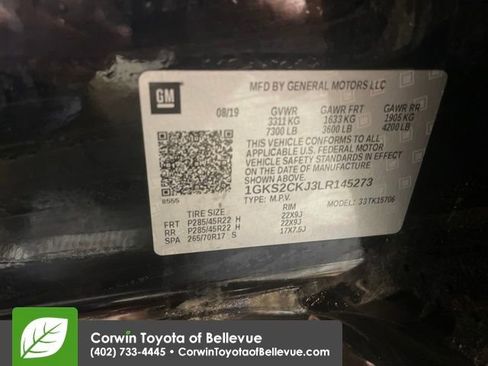 GM
MFD BY GENERAL MOTORS LLC
08/19 GVWR GAWR FRT GAWR RR
3311 KG 1633 KG 1905 KG
7300 LB 3600 LB 4200 LB
THIS VEHICLE CONFORMS TO ALL
APPLICABLE U.S. FEDERAL MOTOR
VEHICLE SAFETY AND THEFT
PREVENTION STANDARDS IN EFFECT
ON THE DATE OF MANUFACTURE
SHOWN ABOVE.
1GKS2CKJ3LR145273
8555
TYPE: M.P.V. MODEL: 33TK15706
TIRE SIZE RIM
FRT P285/45R22 H 22X9J
RR P285/45R22 H 22X9J
SPA 265/70R17 S 17X7.5J
Corwin Toyota of Bellevue
(402) 733-4445 • CorwinToyotaofBellevue.com